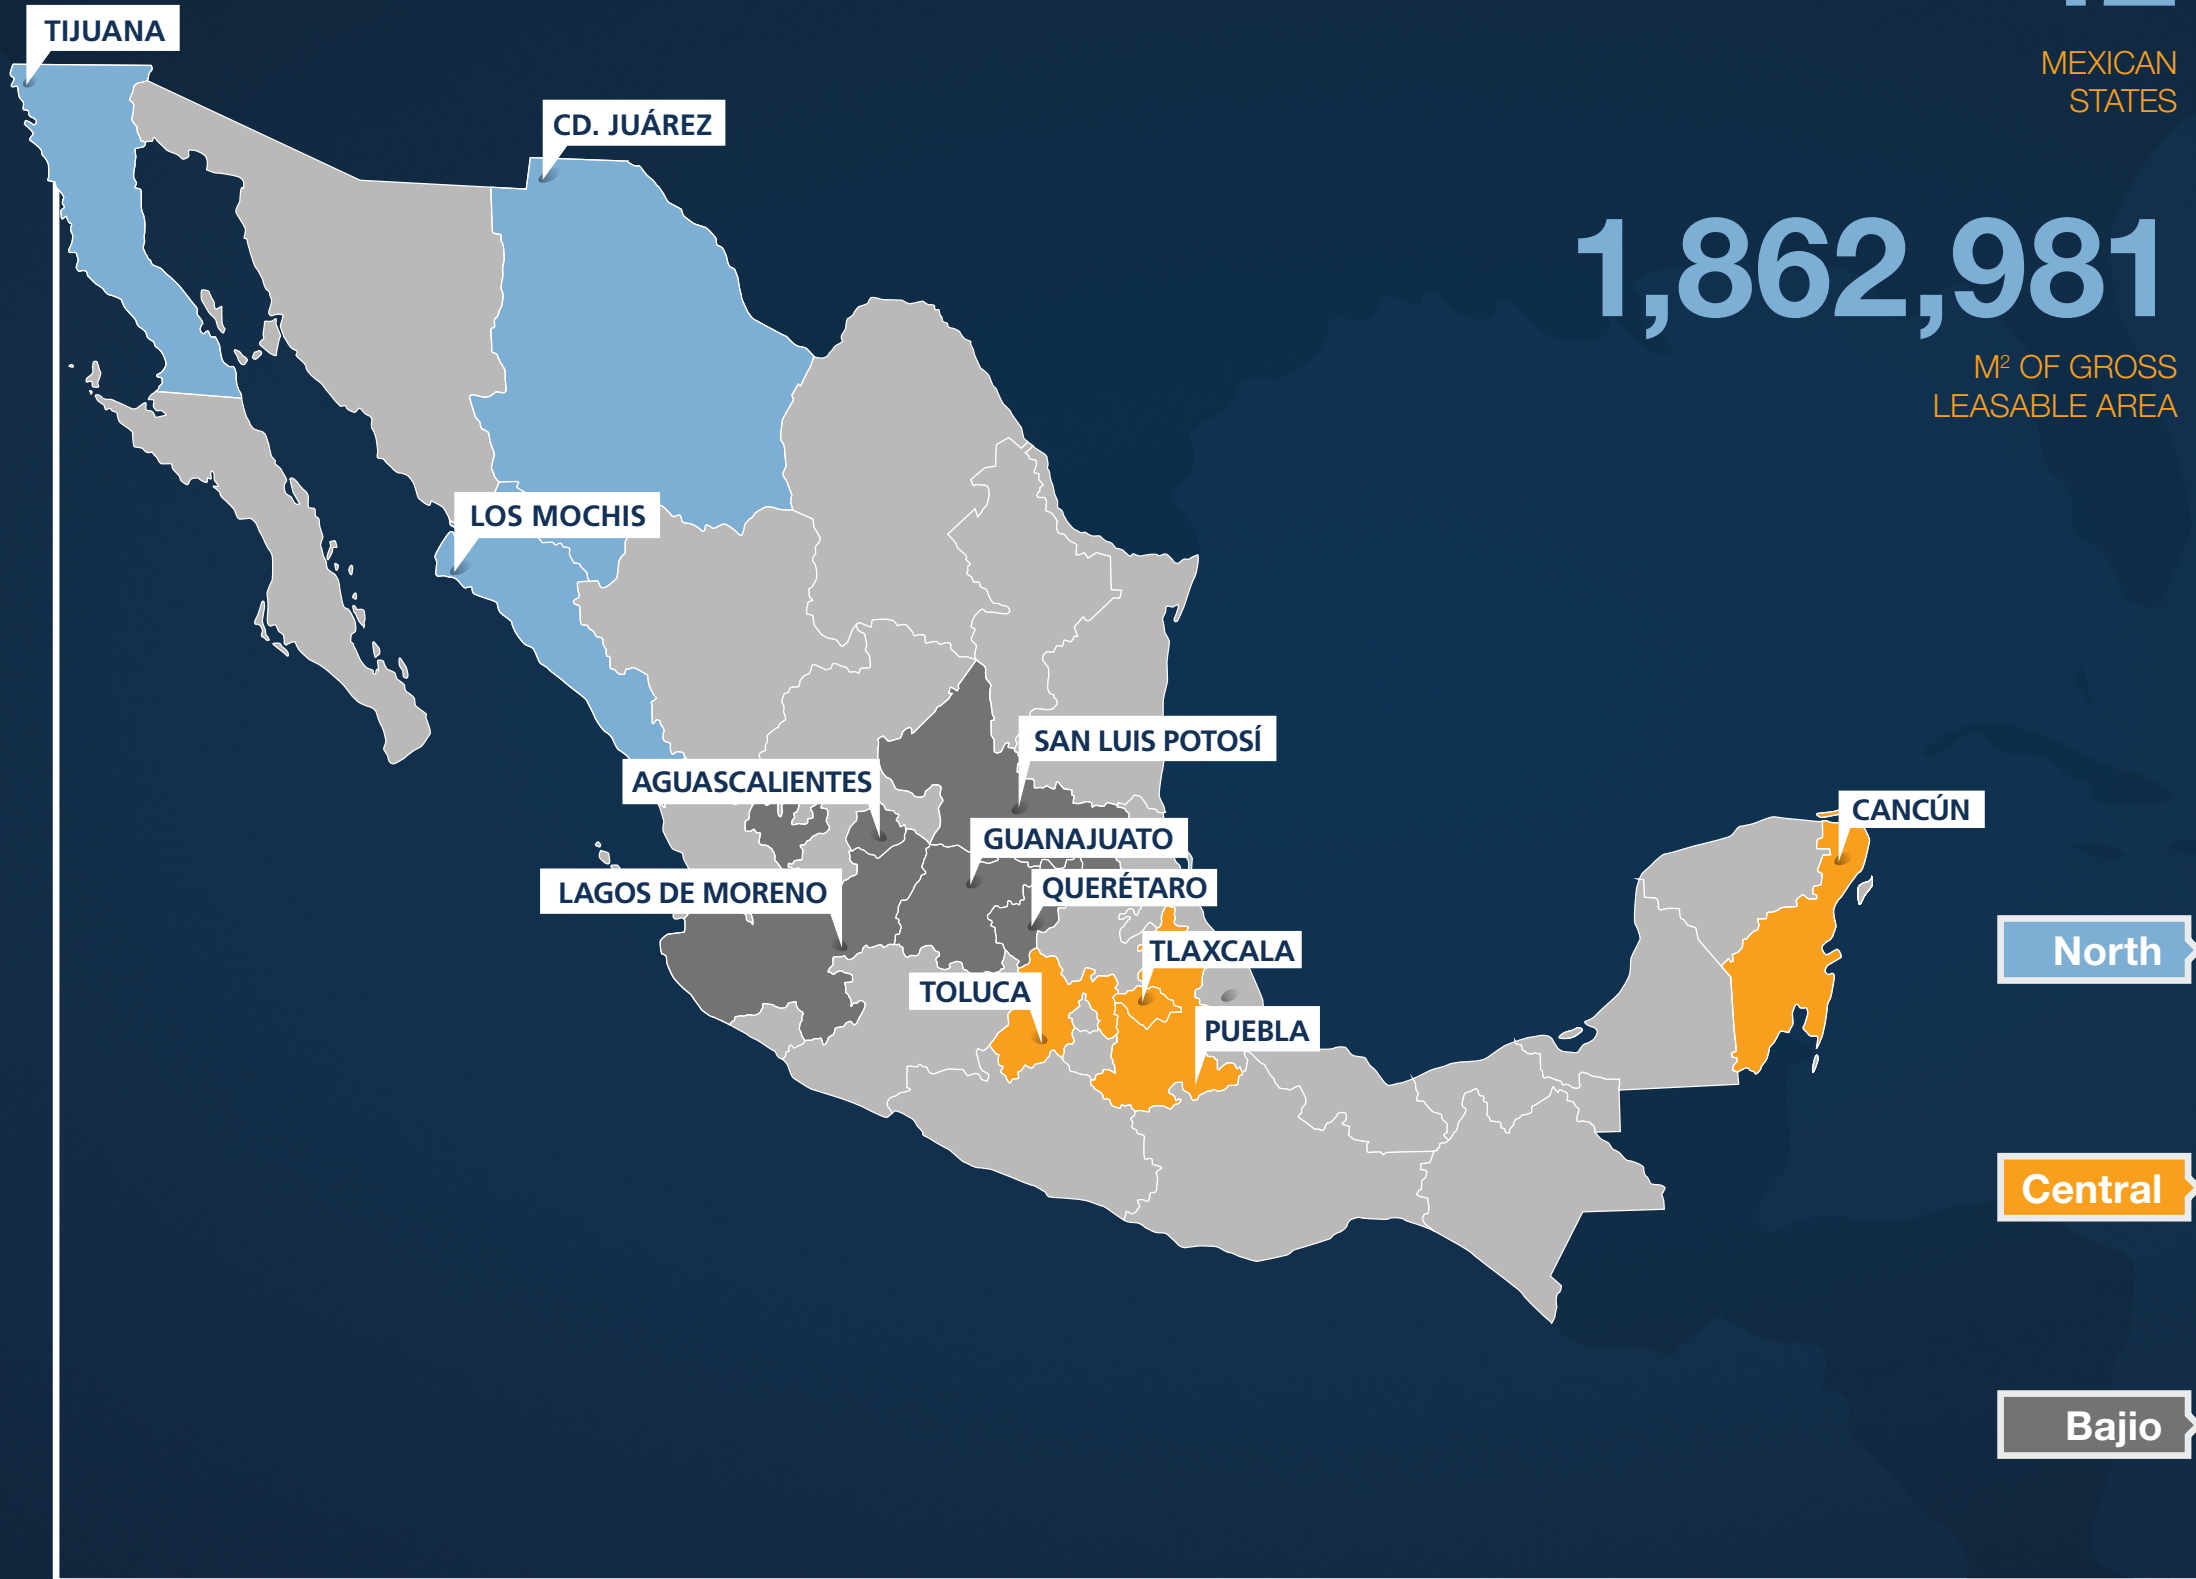 TIJUANA
MEXICAN
STATES
CD. JUÁREZ
1,862,981
M² OF GROSS
LEASABLE AREA
LOS MOCHIS
SAN LUIS POTOSÍ
AGUASCALIENTES
CANCÚN
GUANAJUATO
LAGOS DE MORENO
QUERÉTARO
TLAXCALA
North
TOLUCA
PUEBLA
Central
Bajio